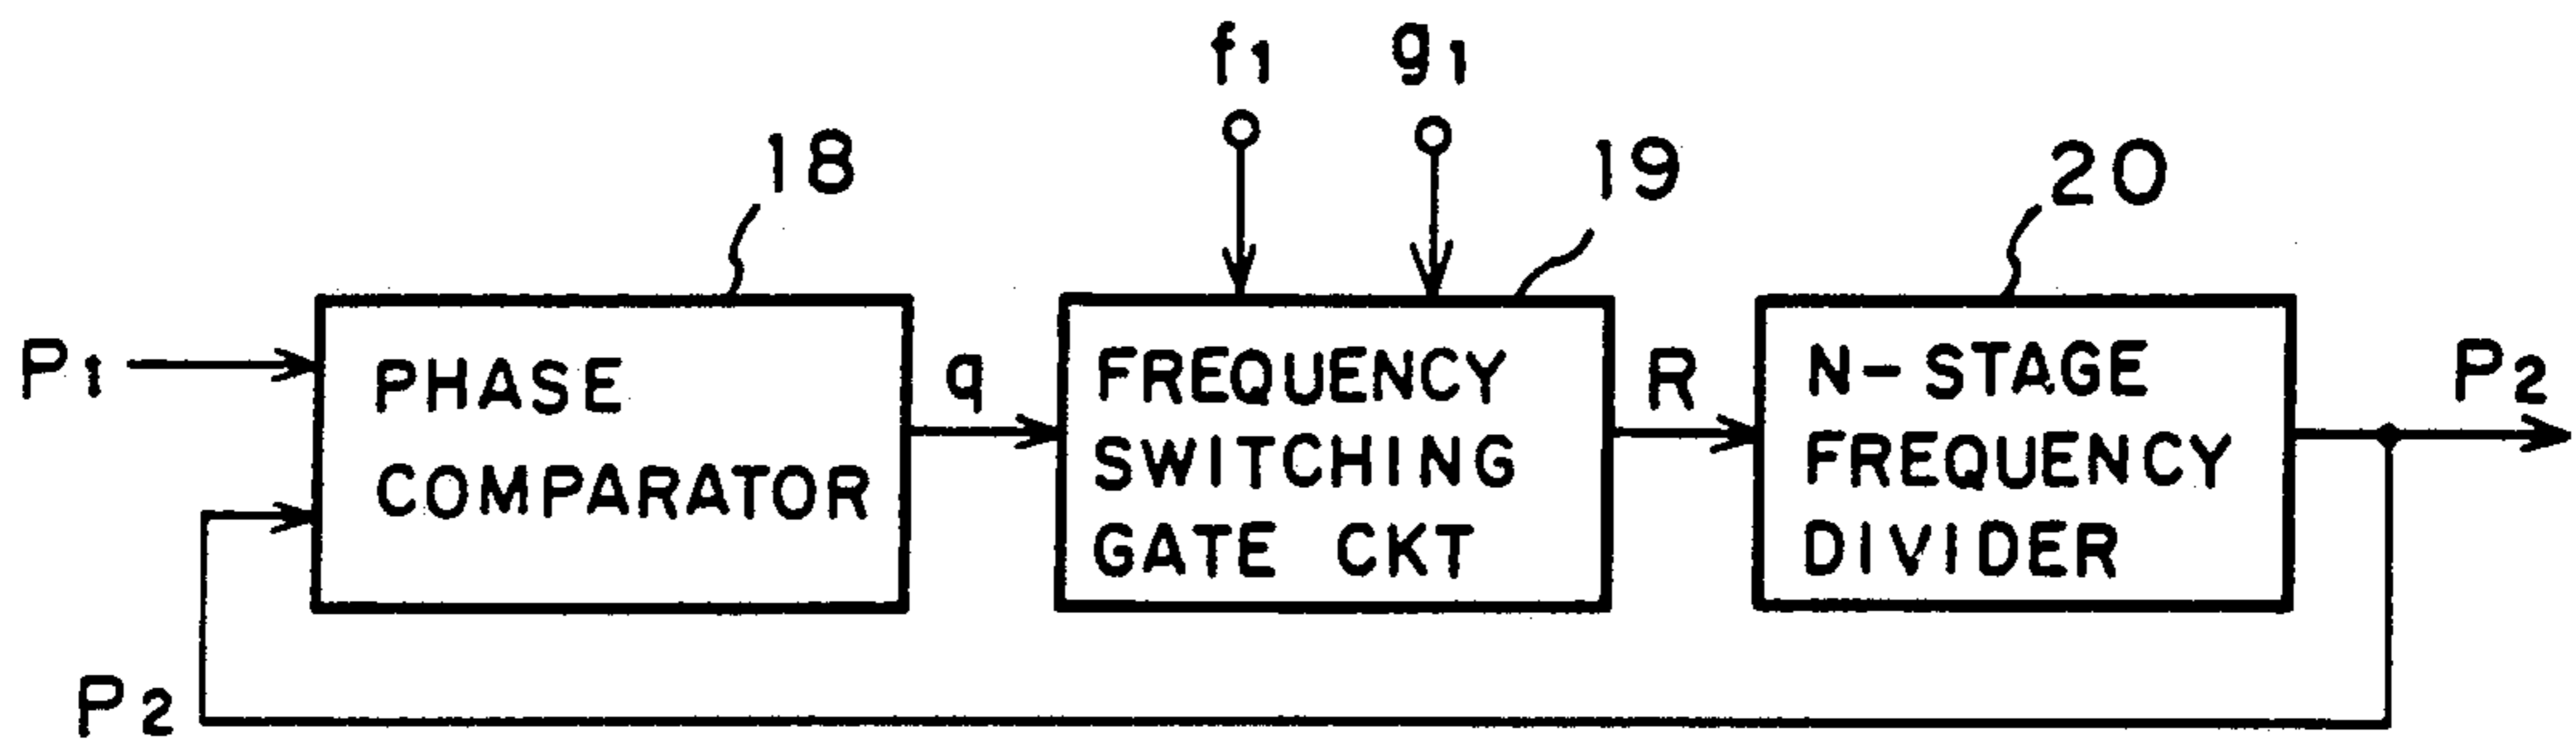 f1 g1
18 19 20
P1
PHASE
COMPARATOR
q
FREQUENCY
SWITCHING
GATE CKT
R
N-STAGE
FREQUENCY
DIVIDER
P2
P2